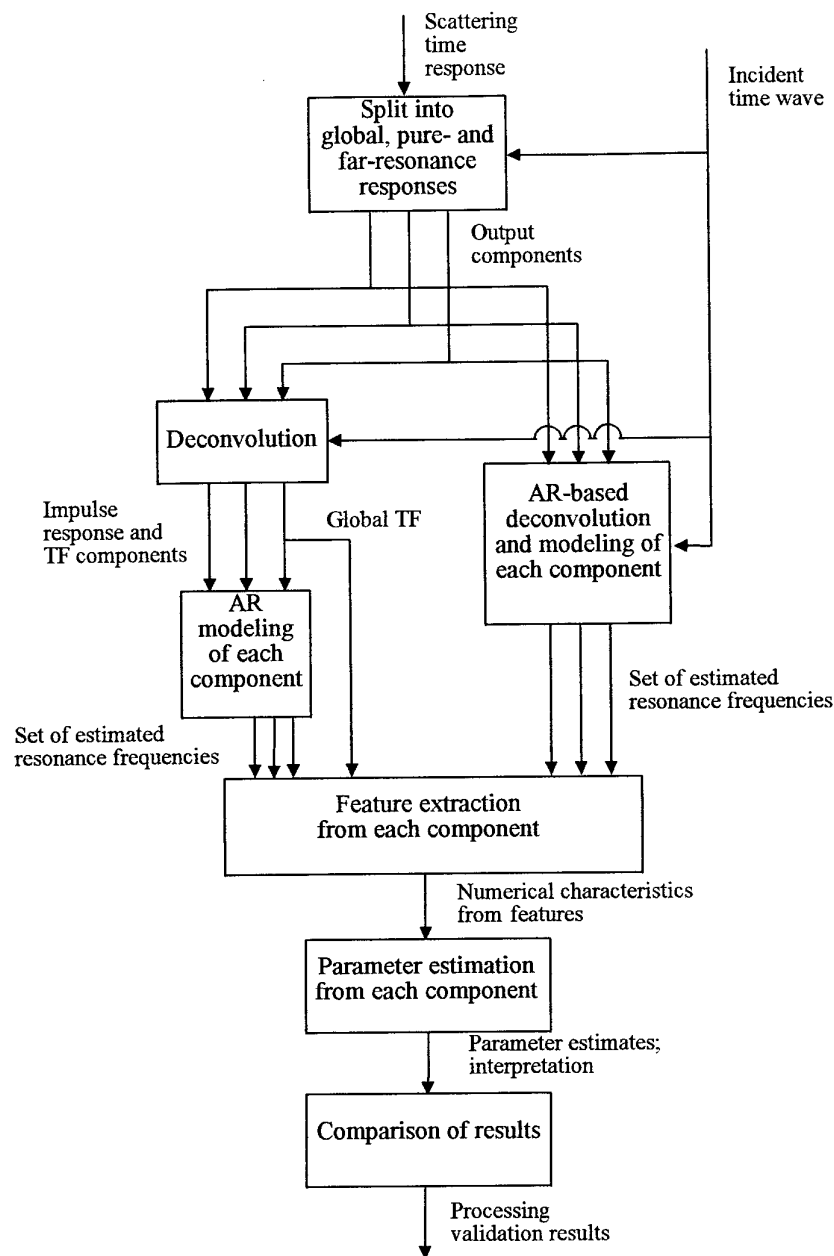 Scattering
time
response
Incident
time wave
Split into
global, pure- and
far-resonance
responses
Output
components
Deconvolution
Impulse
response and
TF components
Global TF
AR-based
deconvolution
and modeling of
each component
AR
modeling
of each
component
Set of estimated
resonance frequencies
Set of estimated
resonance frequencies
Feature extraction
from each component
Numerical characteristics
from features
Parameter estimation
from each component
Parameter estimates;
interpretation
Comparison of results
Processing
validation results